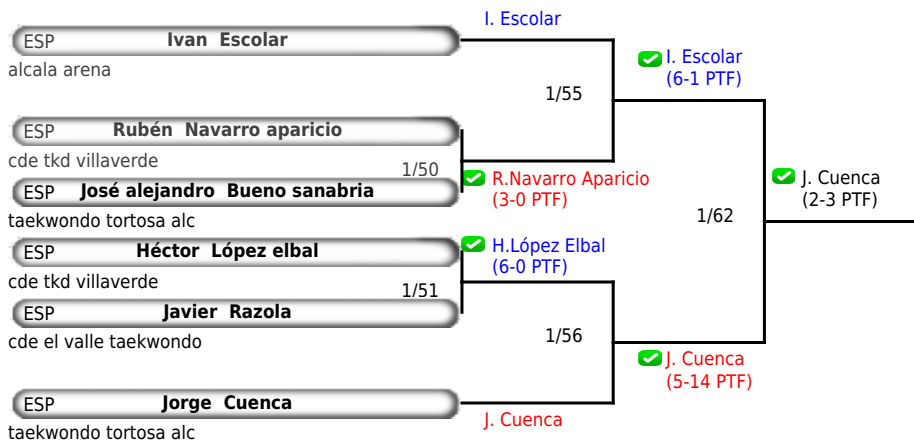 I. Escolar
ESP Ivan Escolar
alcala arena
I. Escolar
(6-1 PTF)
1/55
ESP Rubén Navarro aparicio
cde tkd villaverde
1/50
R.Navarro Aparicio
(3-0 PTF)
ESP José alejandro Bueno sanabria
taekwondo tortosa alc
J. Cuenca
(2-3 PTF)
1/62
ESP Héctor López elbal
cde tkd villaverde
H.López Elbal
(6-0 PTF)
1/51
ESP Javier Razola
cde el valle taekwondo
1/56
J. Cuenca
(5-14 PTF)
ESP Jorge Cuenca
taekwondo tortosa alc
J. Cuenca